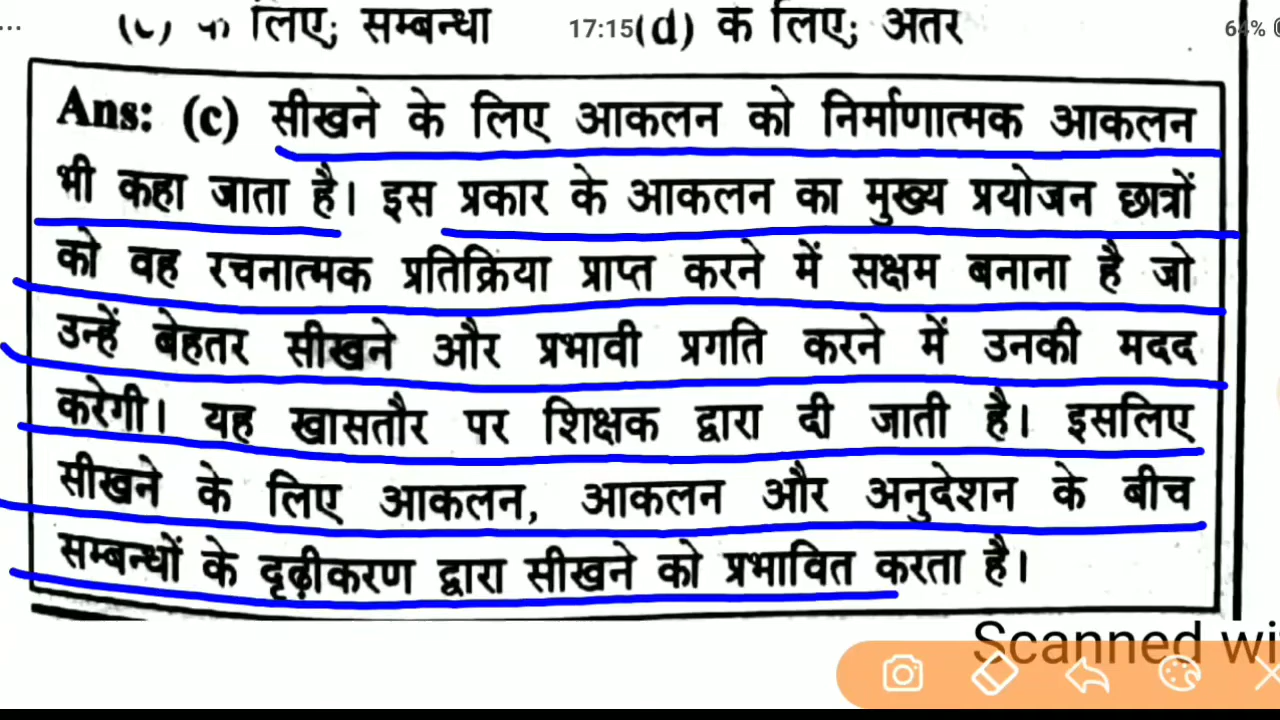 (c) के लिए; सम्बन्धों 17:15 (d) के लिए; अंतर 64%
Ans: (c) सीखने के लिए आकलन को निर्माणात्मक आकलन
भी कहा जाता है। इस प्रकार के आकलन का मुख्य प्रयोजन छात्रों
को वह रचनात्मक प्रतिक्रिया प्राप्त करने में सक्षम बनाना है जो
उन्हें बेहतर सीखने और प्रभावी प्रगति करने में उनकी मदद
करेगी। यह खासतौर पर शिक्षक द्वारा दी जाती है। इसलिए
सीखने के लिए आकलन, आकलन और अनुदेशन के बीच
सम्बन्धों के दृढ़ीकरण द्वारा सीखने को प्रभावित करता है।
Scanned wi